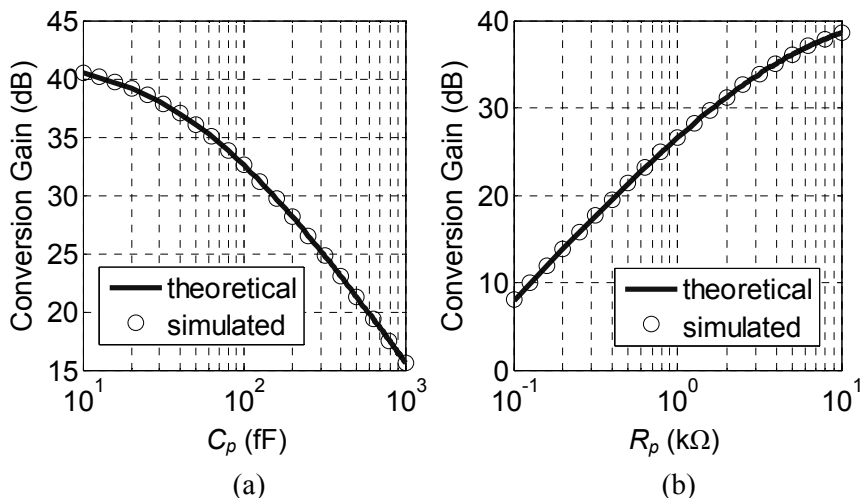 Conversion Gain (dB)
45
40
35
30
25
20
15
theoretical
simulated
10^1
10^2
10^3
C_p (fF)
(a)
Conversion Gain (dB)
40
30
20
10
0
theoretical
simulated
10^-1
10^0
10^1
R_p (kΩ)
(b)